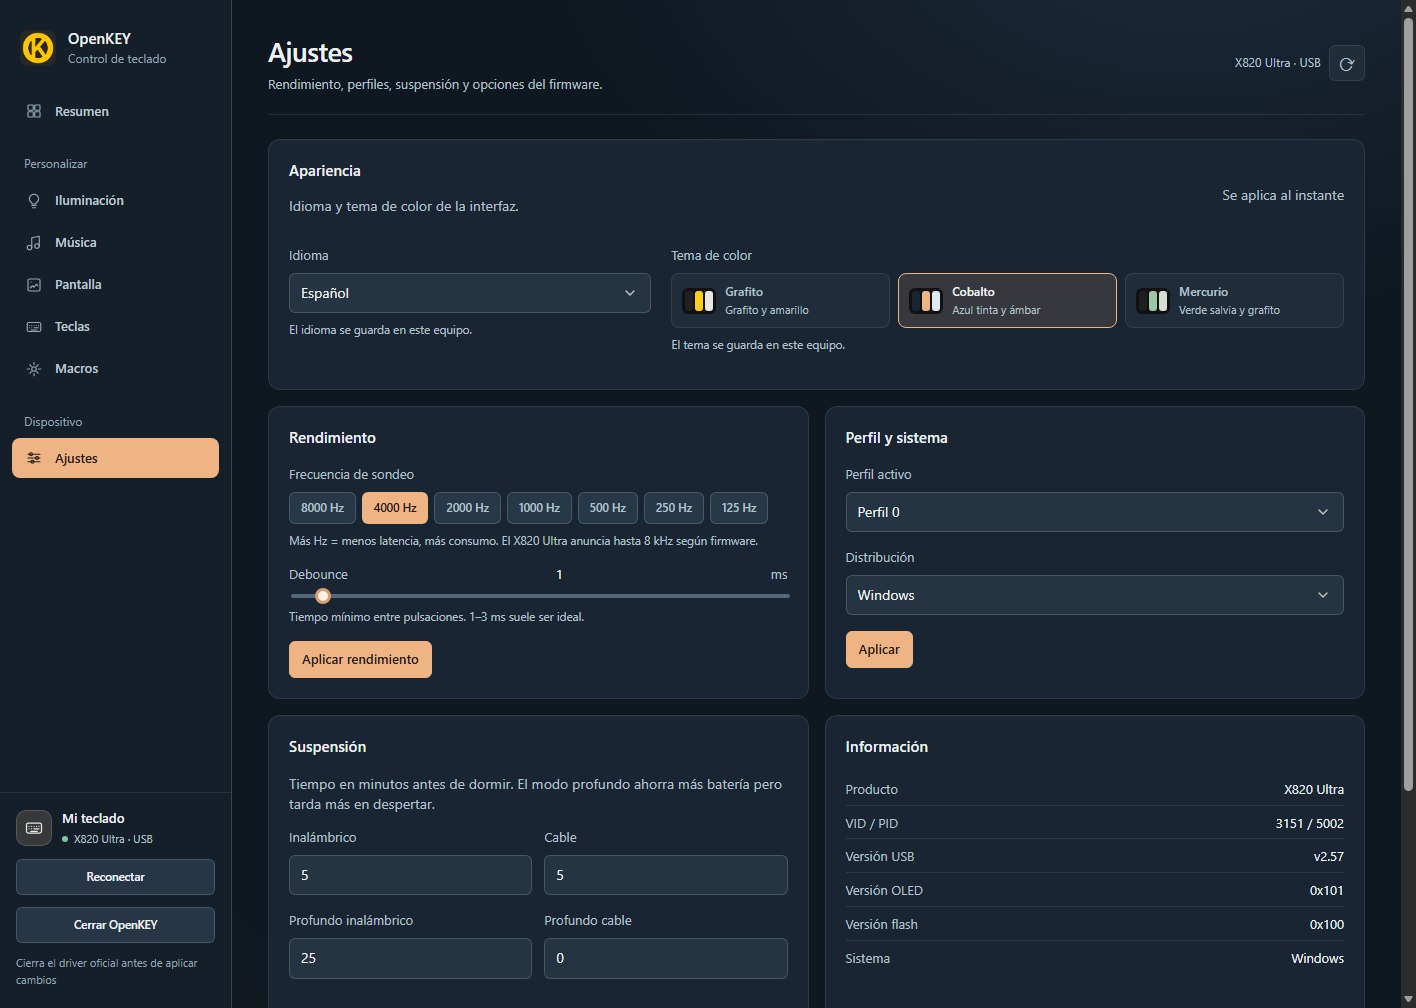 OpenKEY
Control de teclado
Resumen
Personalizar
Iluminación
Música
Pantalla
Teclas
Macros
Dispositivo
Ajustes
Mi teclado
X820 Ultra · USB
Reconectar
Cerrar OpenKEY
Cierra el driver oficial antes de aplicar
cambios
Ajustes
Rendimiento, perfiles, suspensión y opciones del firmware.
X820 Ultra · USB
Apariencia
Idioma y tema de color de la interfaz.
Se aplica al instante
Idioma
Español
El idioma se guarda en este equipo.
Tema de color
Grafito
Grafito y amarillo
Cobalto
Azul tinta y ámbar
Mercurio
Verde salvia y grafito
El tema se guarda en este equipo.
Rendimiento
Frecuencia de sondeo
8000 Hz 4000 Hz 2000 Hz 1000 Hz 500 Hz 250 Hz 125 Hz
Más Hz = menos latencia, más consumo. El X820 Ultra anuncia hasta 8 kHz según firmware.
Debounce 1 ms
Tiempo mínimo entre pulsaciones. 1–3 ms suele ser ideal.
Aplicar rendimiento
Perfil y sistema
Perfil activo
Perfil 0
Distribución
Windows
Aplicar
Suspensión
Tiempo en minutos antes de dormir. El modo profundo ahorra más batería pero
tarda más en despertar.
Inalámbrico
5
Cable
5
Profundo inalámbrico
25
Profundo cable
0
Información
Producto X820 Ultra
VID / PID 3151 / 5002
Versión USB v2.57
Versión OLED 0x101
Versión flash 0x100
Sistema Windows